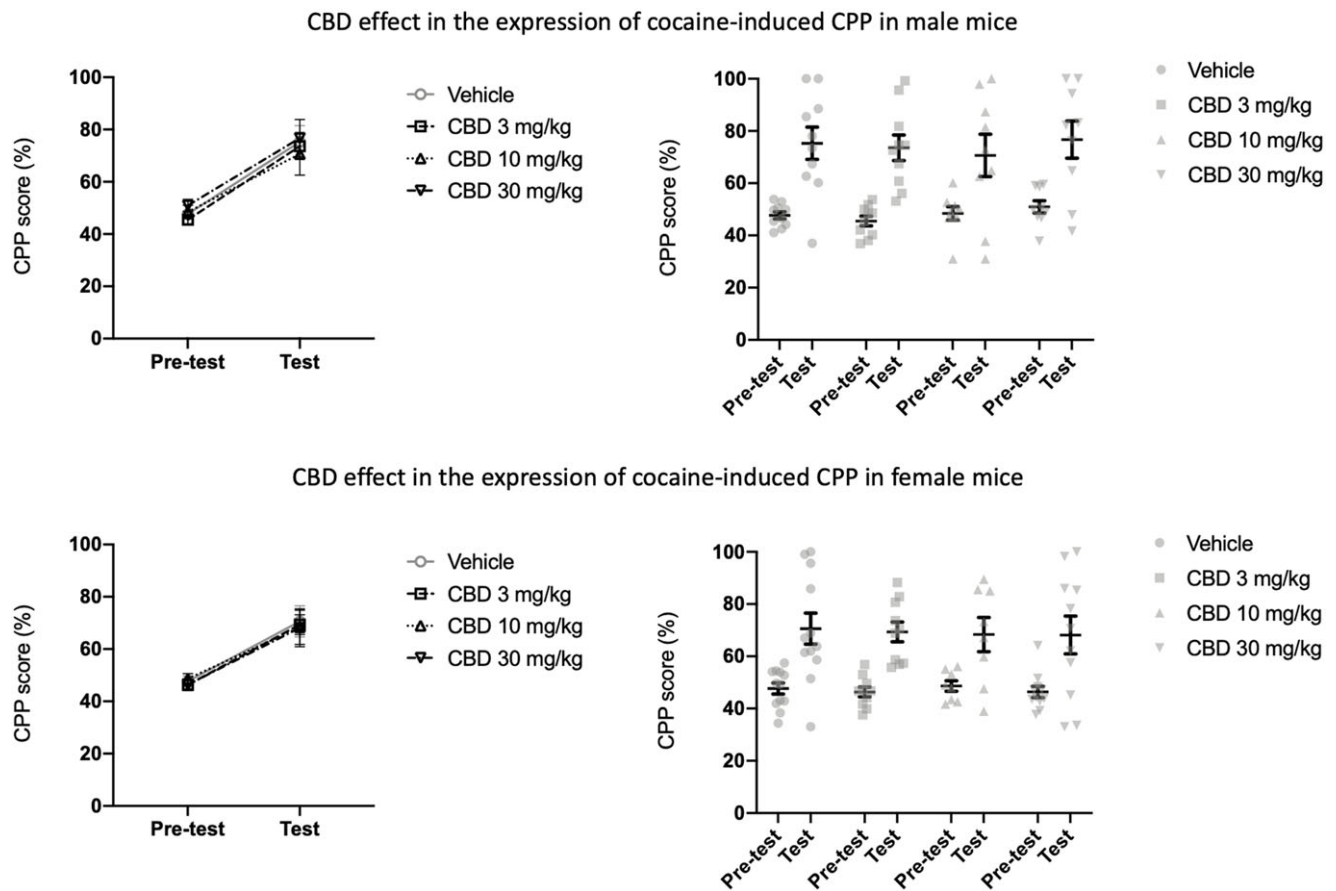 CBD effect in the expression of cocaine-induced CPP in male mice
CPP score (%)
100
80
60
40
20
0
Pre-test
Test
Vehicle
CBD 3 mg/kg
CBD 10 mg/kg
CBD 30 mg/kg
CPP score (%)
100
80
60
40
20
0
Pre-test
Test
Pre-test
Test
Pre-test
Test
Pre-test
Test
Vehicle
CBD 3 mg/kg
CBD 10 mg/kg
CBD 30 mg/kg
CBD effect in the expression of cocaine-induced CPP in female mice
CPP score (%)
100
80
60
40
20
0
Pre-test
Test
Vehicle
CBD 3 mg/kg
CBD 10 mg/kg
CBD 30 mg/kg
CPP score (%)
100
80
60
40
20
0
Pre-test
Test
Pre-test
Test
Pre-test
Test
Pre-test
Test
Vehicle
CBD 3 mg/kg
CBD 10 mg/kg
CBD 30 mg/kg